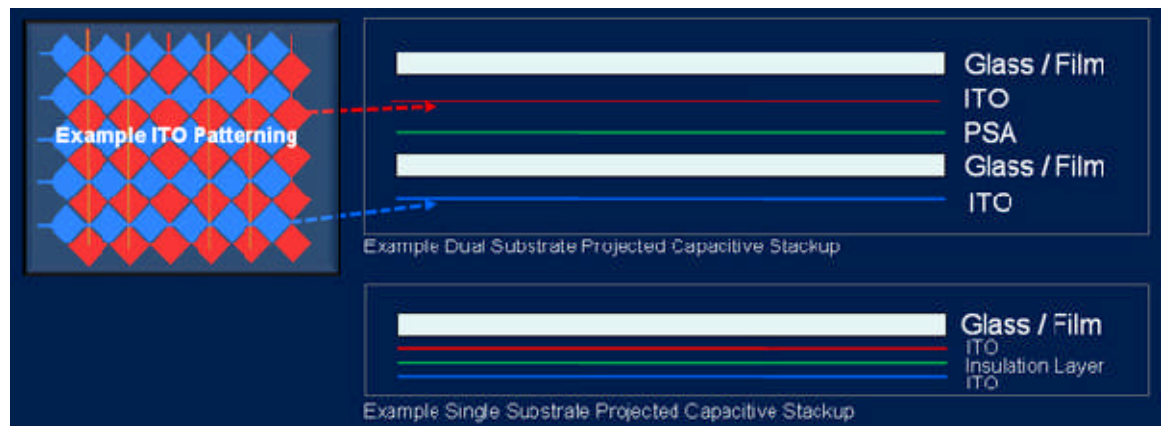 Example ITO Patterning
Glass / Film
ITO
PSA
Glass / Film
ITO
Example Dual Substrate Projected Capacitive Stackup
Glass / Film
ITO
Insulation Layer
ITO
Example Single Substrate Projected Capacitive Stackup